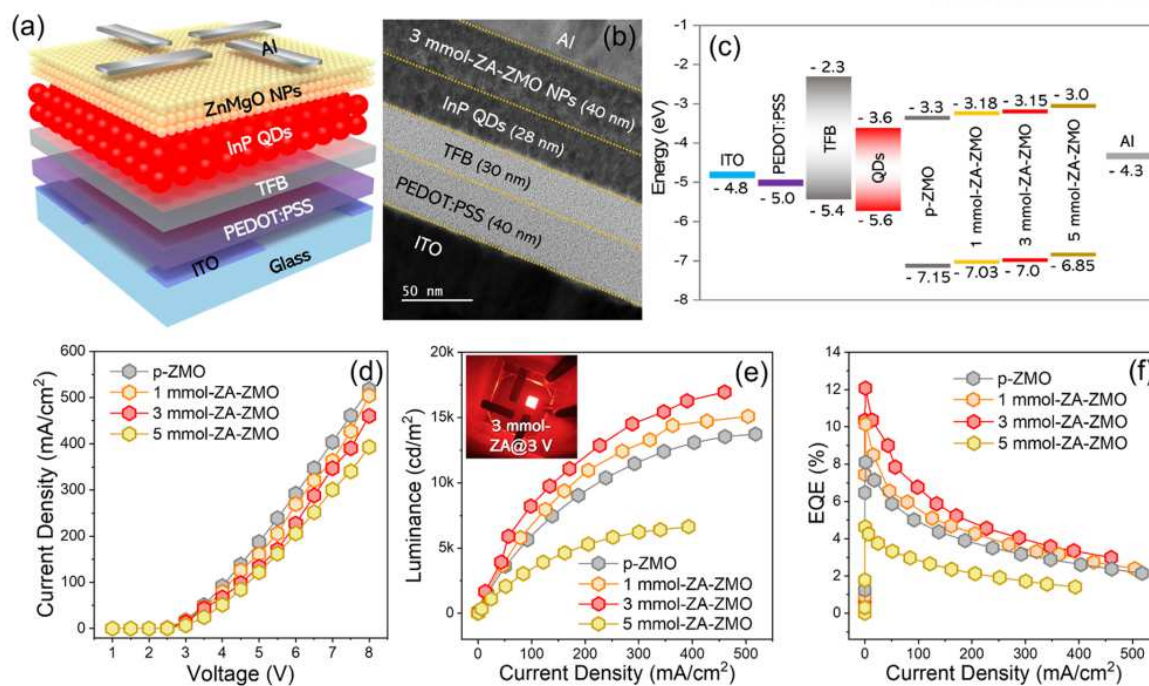 (a)
Al
ZnMgO NPs
InP QDs
TFB
PEDOT:PSS
ITO
Glass
(b)
Al
3 mmol-ZA-ZMO NPs (40 nm)
InP QDs (28 nm)
TFB (30 nm)
PEDOT:PSS (40 nm)
ITO
50 nm
(c)
Energy (eV)
-1
-2
-3
-4
-5
-6
-7
-8
ITO
- 4.8
PEDOT:PSS
- 5.0
- 2.3
TFB
- 5.4
- 3.6
QDs
- 5.6
- 3.3
p-ZMO
- 7.15
- 3.18
1 mmol-ZA-ZMO
- 7.03
- 3.15
3 mmol-ZA-ZMO
- 7.0
- 3.0
5 mmol-ZA-ZMO
- 6.85
Al
- 4.3
(d)
Current Density (mA/cm²)
600
500
400
300
200
100
0
p-ZMO
1 mmol-ZA-ZMO
3 mmol-ZA-ZMO
5 mmol-ZA-ZMO
1 2 3 4 5 6 7 8
Voltage (V)
(e)
Luminance (cd/m²)
20k
15k
10k
5k
0
3 mmol-
ZA@3 V
p-ZMO
1 mmol-ZA-ZMO
3 mmol-ZA-ZMO
5 mmol-ZA-ZMO
0 100 200 300 400 500
Current Density (mA/cm²)
(f)
EQE (%)
14
12
10
8
6
4
2
0
p-ZMO
1 mmol-ZA-ZMO
3 mmol-ZA-ZMO
5 mmol-ZA-ZMO
0 100 200 300 400 500
Current Density (mA/cm²)